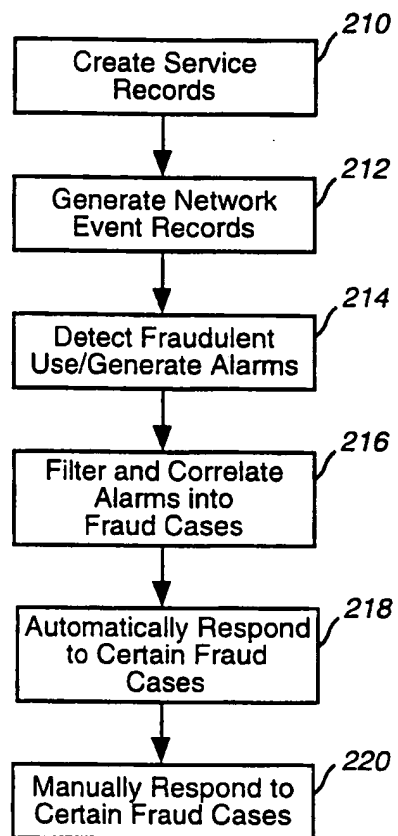 210
Create Service
Records
212
Generate Network
Event Records
214
Detect Fraudulent
Use/Generate Alarms
216
Filter and Correlate
Alarms into
Fraud Cases
218
Automatically Respond
to Certain Fraud
Cases
220
Manually Respond to
Certain Fraud Cases